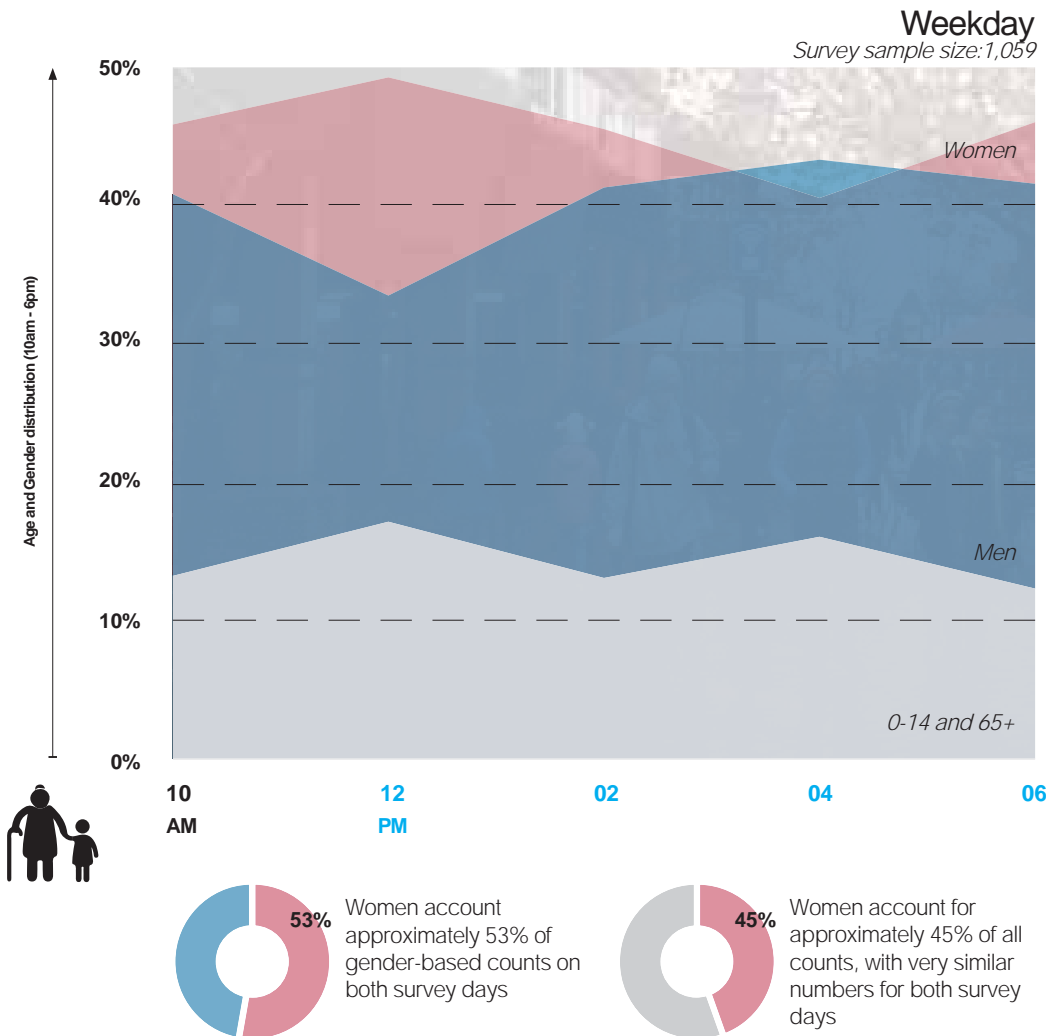 Weekday
Survey sample size:1,059
Age and Gender distribution (10am - 6pm)
50%
40%
30%
20%
10%
0%
Women
Men
0-14 and 65+
10
AM
12
PM
02
04
06
53%
Women account
approximately 53% of
gender-based counts on
both survey days
45%
Women account for
approximately 45% of all
counts, with very similar
numbers for both survey
days